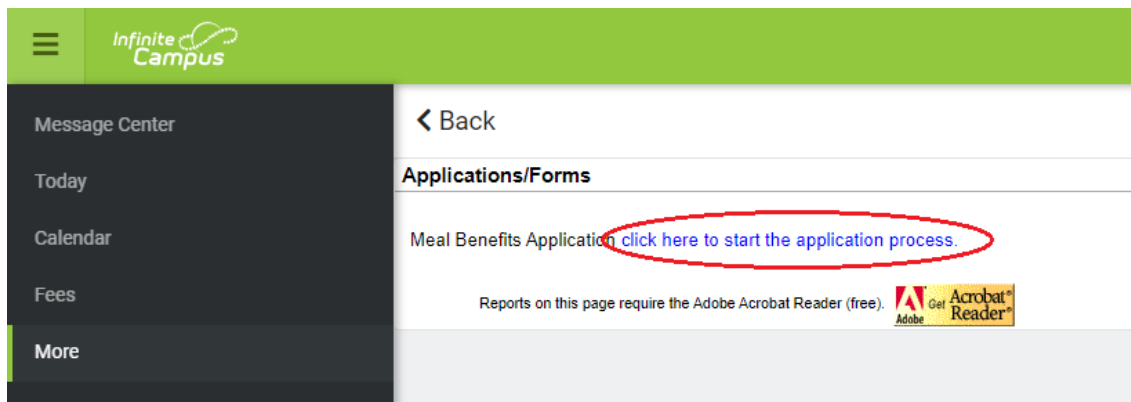 Infinite
Campus
Message Center
Today
Calendar
Fees
More
Back
Applications/Forms
Meal Benefits Application click here to start the application process.
Reports on this page require the Adobe Acrobat Reader (free).
Adobe
Get Acrobat®
Reader®